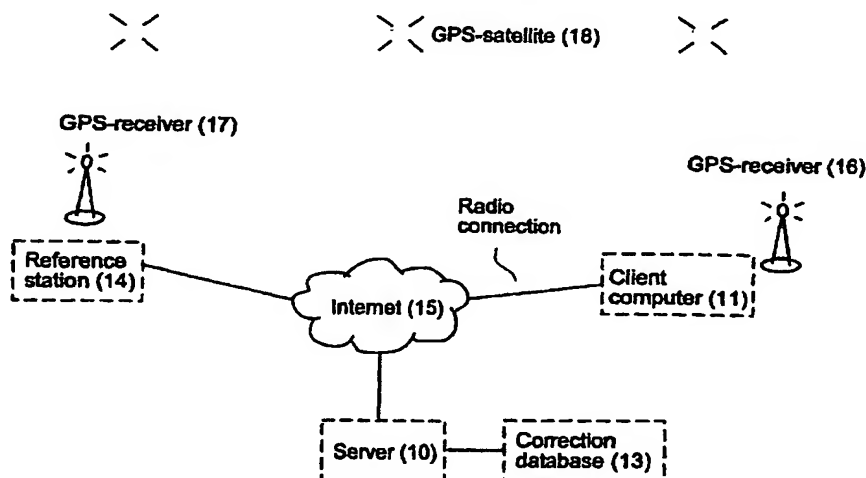 GPS-satellite (18)
GPS-receiver (17)
GPS-receiver (16)
Radio
connection
Reference
station (14)
Client
computer (11)
Internet (15)
Server (10)
Correction
database (13)